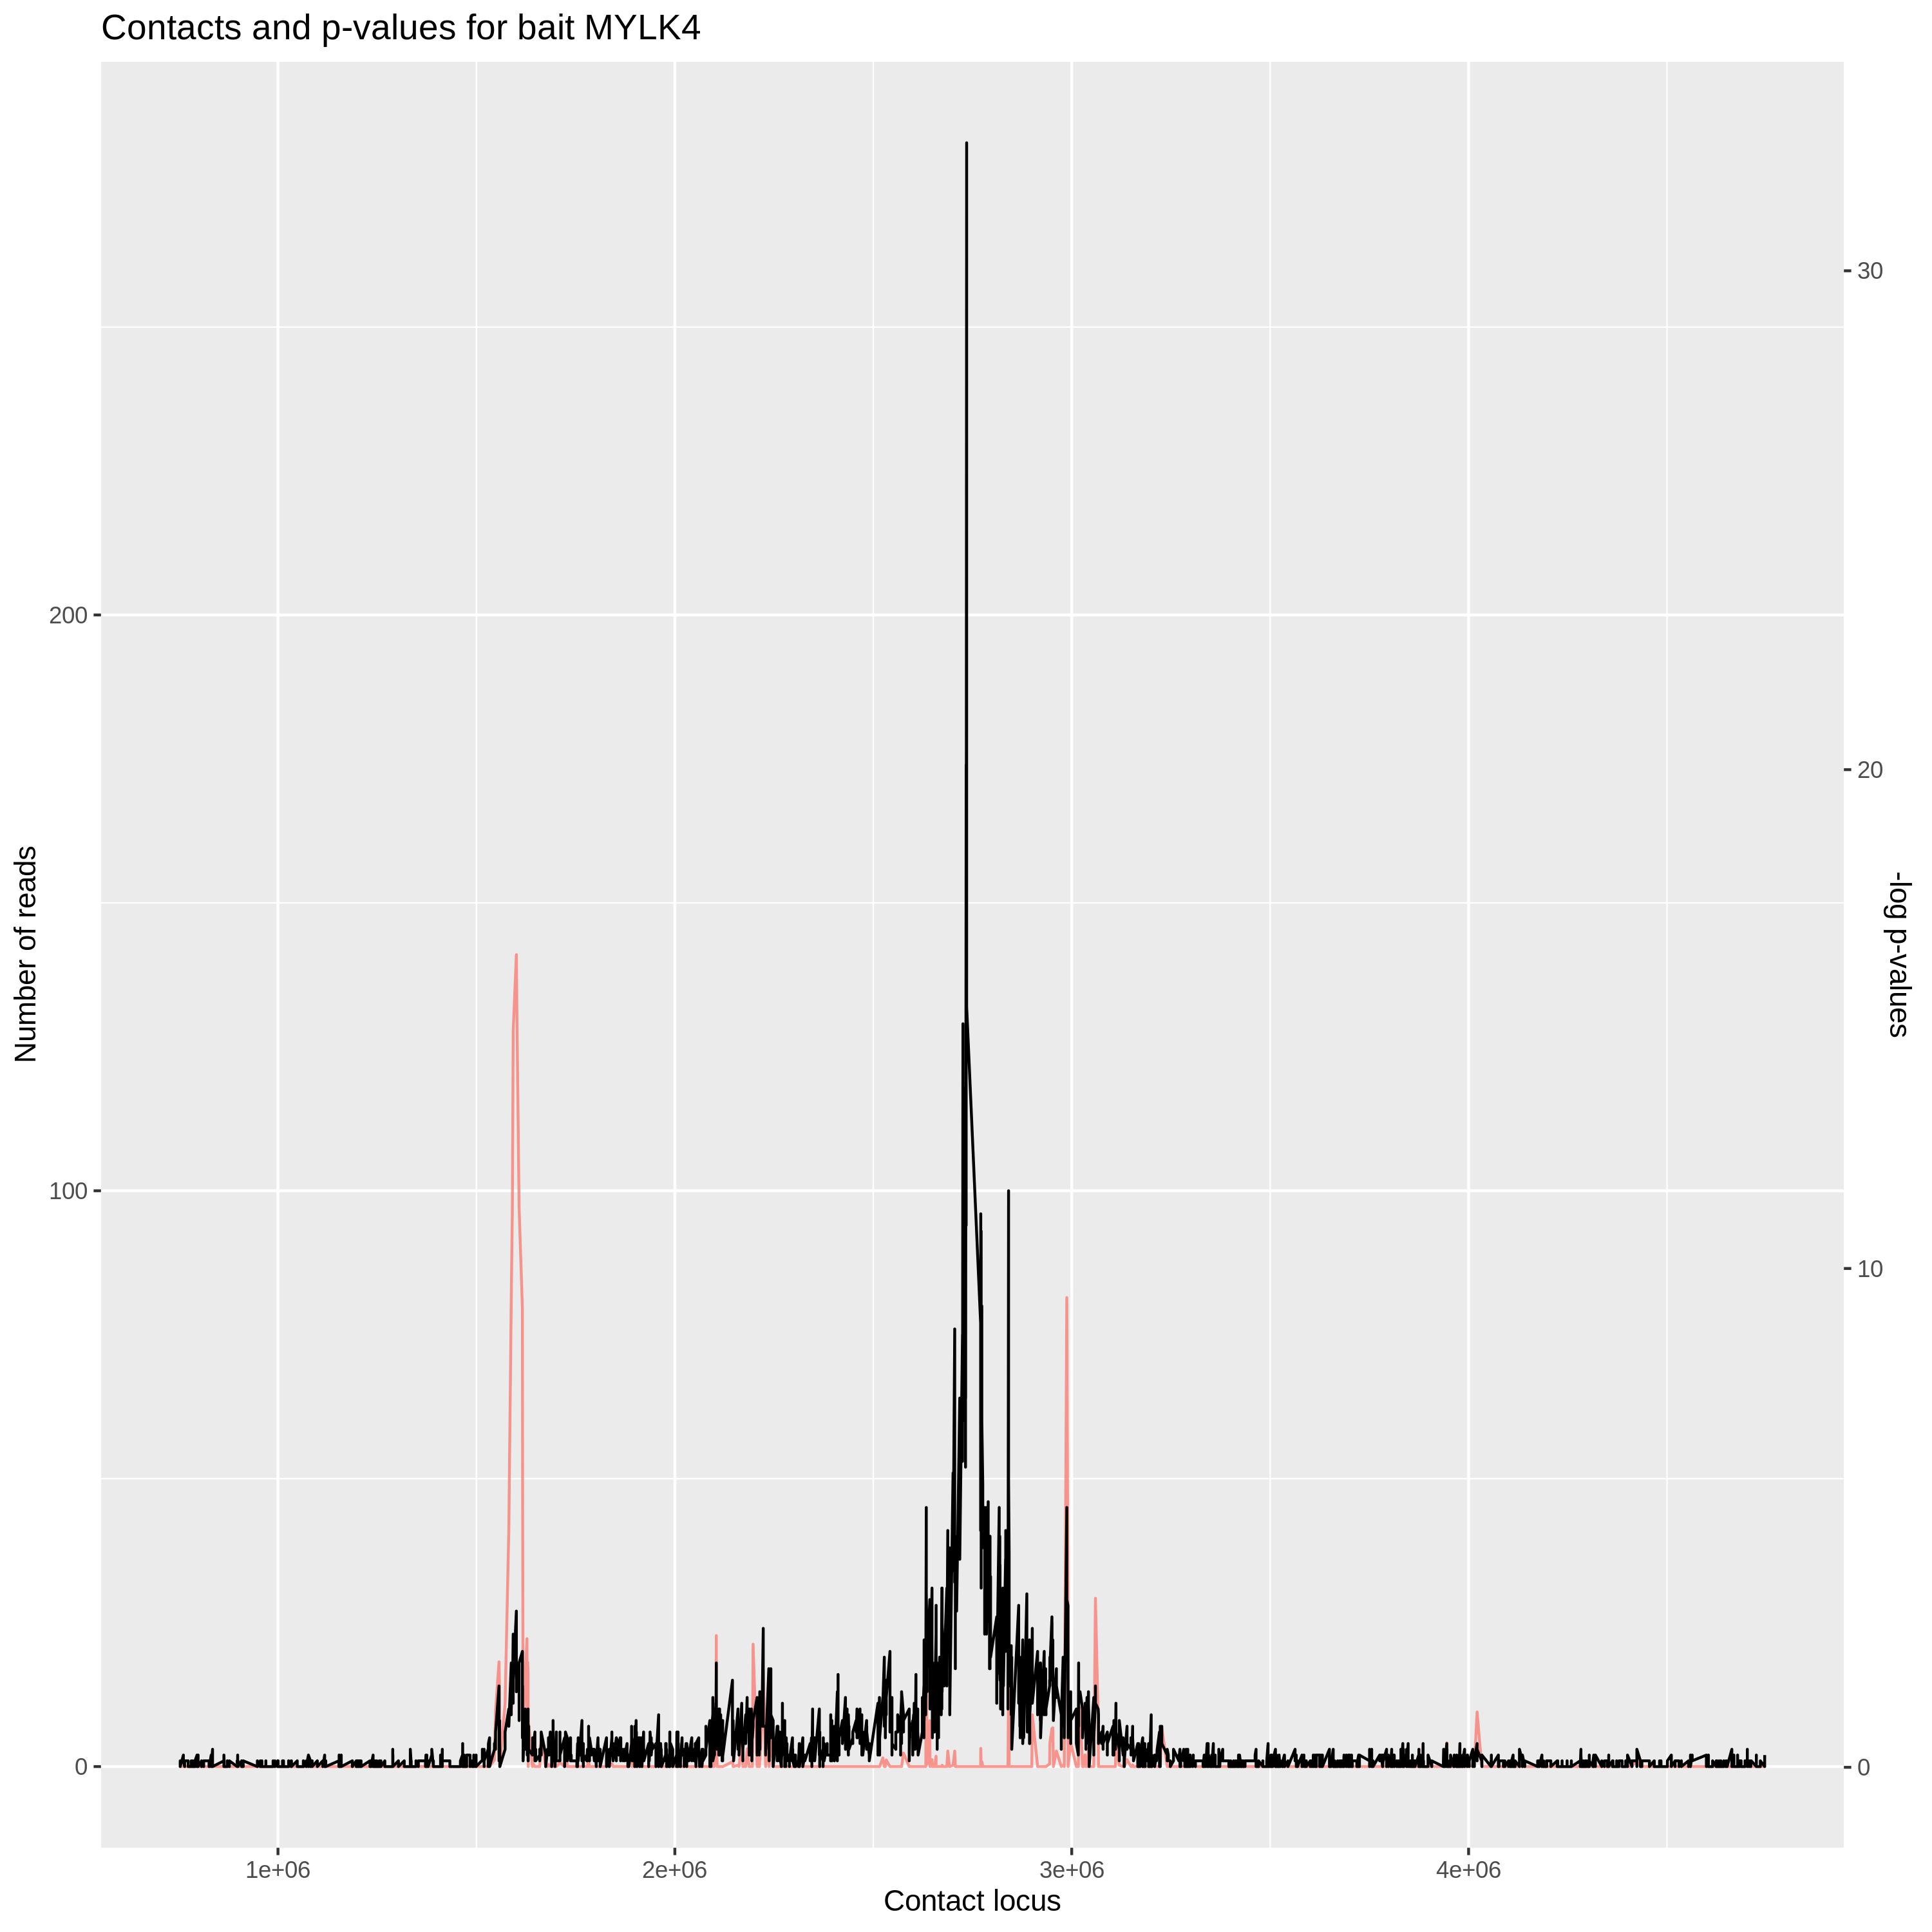 Contacts and p-values for bait MYLK4
Number of reads
200
100
0
30
20
10
0
-log p-values
1e+06
2e+06
3e+06
4e+06
Contact locus